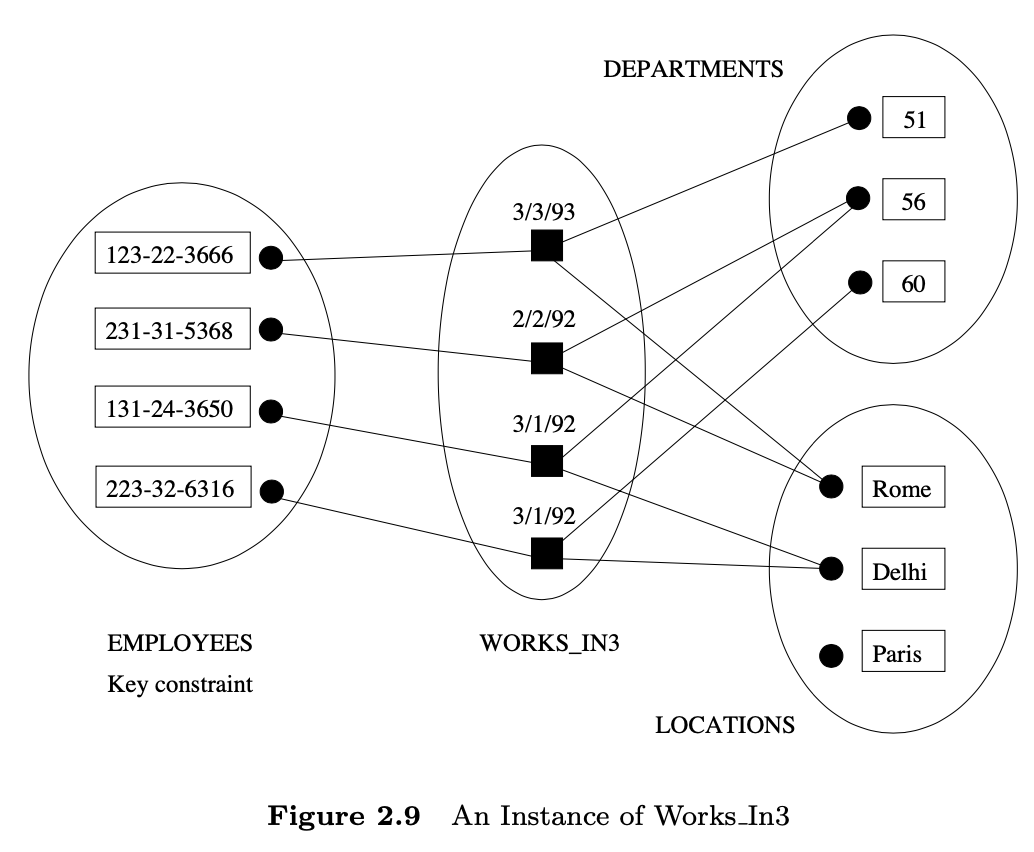 DEPARTMENTS
51
56
60
3/3/93
123-22-3666
231-31-5368
131-24-3650
223-32-6316
2/2/92
3/1/92
3/1/92
Rome
Delhi
Paris
EMPLOYEES
Key constraint
WORKS_IN3
LOCATIONS
Figure 2.9 An Instance of Works_In3